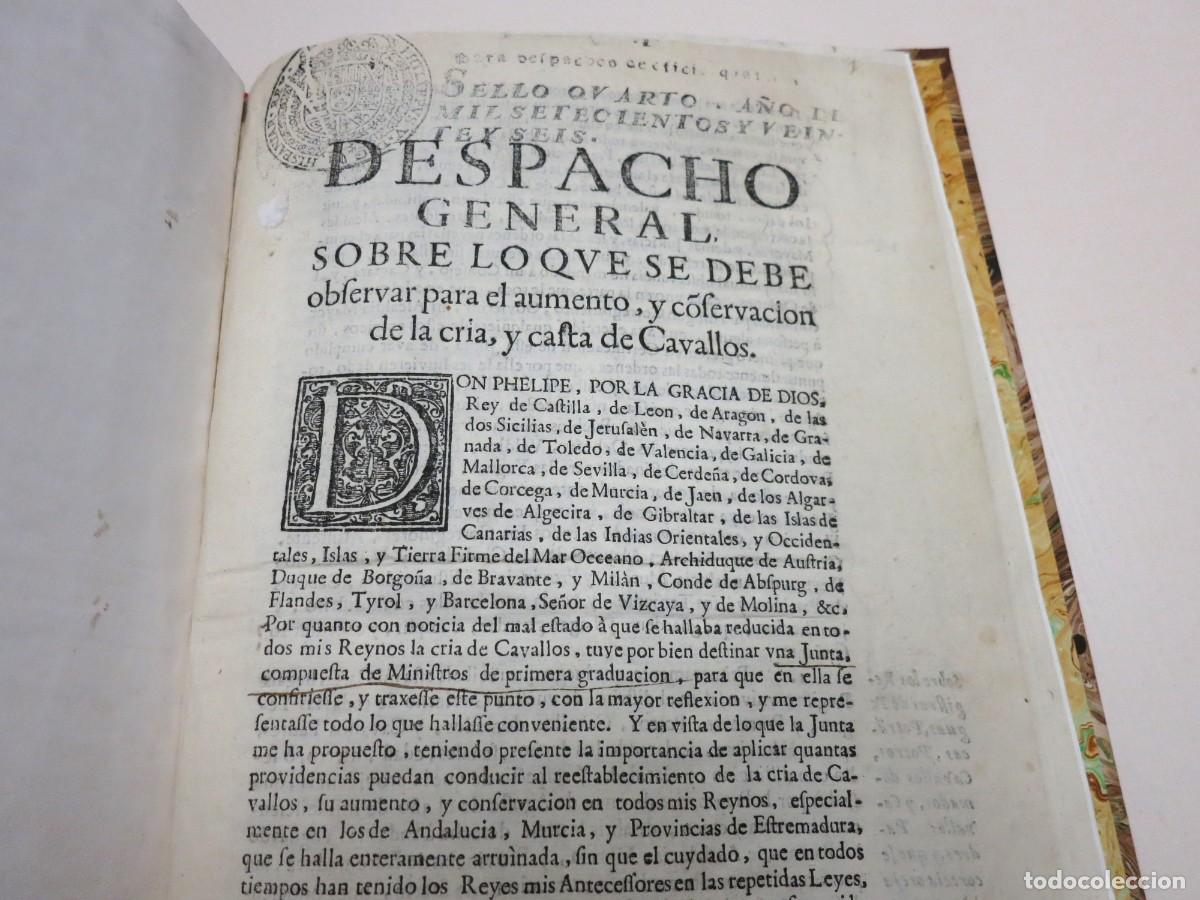 Para despachos de oficio
SELLO QVARTO, AÑO DE
MIL SETECIENTOS Y VEIN-
TE Y SEIS.
DESPACHO
GENERAL,
SOBRE LO QVE SE DEBE
obſervar para el aumento, y cõſervacion
de la cria, y caſta de Cavallos.
DON PHELIPE, POR LA GRACIA DE DIOS,
Rey de Caſtilla, de Leon, de Aragon, de las
dos Sicilias, de Jeruſalèn, de Navarra, de Gra-
nada, de Toledo, de Valencia, de Galicia, de
Mallorca, de Sevilla, de Cerdeña, de Cordova,
de Corcega, de Murcia, de Jaen, de los Algar-
ves de Algecira, de Gibraltar, de las Islas de
Canarias, de las Indias Orientales, y Occiden-
tales, Islas, y Tierra Firme del Mar Occeano, Archiduque de Auſtria,
Duque de Borgoña, de Bravante, y Milàn, Conde de Abſpurg, de
Flandes, Tyrol, y Barcelona, Señor de Vizcaya, y de Molina, &c.
Por quanto con noticia del mal eſtado à que ſe hallaba reducida en to-
dos mis Reynos la cria de Cavallos, tuve por bien deſtinar vna Junta,
compueſta de Miniſtros de primera graduacion, para que en ella ſe
confirieſſe, y traxeſſe eſte punto, con la mayor reflexion, y me repre-
ſentaſſe todo lo que hallaſſe conveniente. Y en viſta de lo que la Junta
me ha propueſto, teniendo preſente la importancia de aplicar quantas
providencias puedan conducir al reeſtablecimiento de la cria de Ca-
vallos, ſu aumento, y conſervacion en todos mis Reynos, eſpecial-
mente en los de Andalucia, Murcia, y Provincias de Eſtremadura,
que ſe halla enteramente arruìnada, ſin que el cuydado, que en todos
tiempos han tenido los Reyes mis Anteceſſores en las repetidas Leyes,
todocoleccion